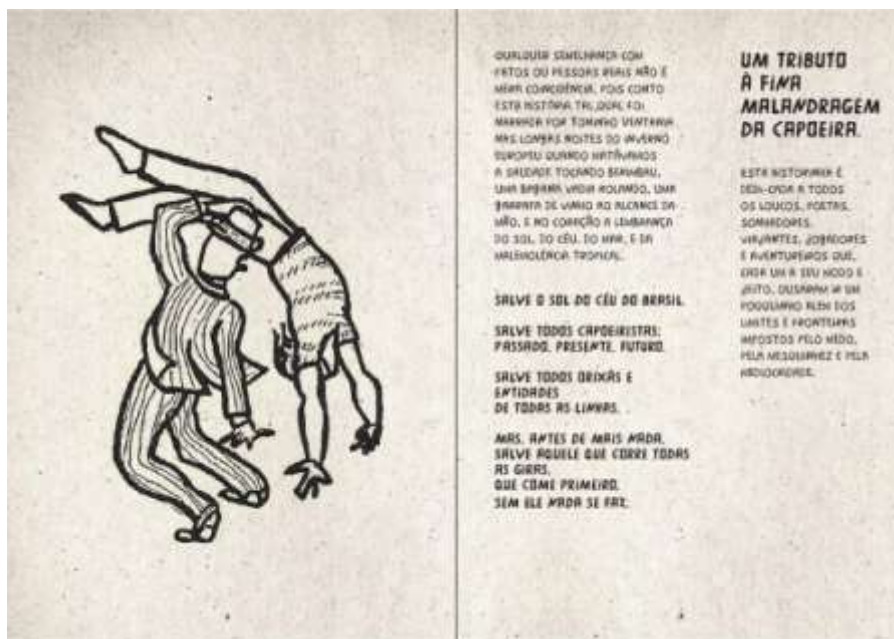 QUALQUER SEMELHANÇA COM
FATOS OU PESSOAS REAIS NÃO É
MERA COINCIDÊNCIA, POIS CONTO
ESTA HISTÓRIA TAL QUAL FOI
NARRADA POR TONINHO VENTANIA
NAS LONGAS NOITES DO INVERNO
EUROPEU QUANDO MATÁVAMOS
A SAUDADE TOCANDO BERIMBAU,
UMA BABANA VADIA ROLANDO, UMA
GARRAFA DE VINHO AO ALCANCE DA
MÃO, E NO CORAÇÃO A LEMBRANÇA
DO SOL, DO CÉU, DO MAR, E DA
MALEMOLÊNCIA TROPICAL.
SALVE O SOL DO CÉU DO BRASIL.
SALVE TODOS CAPOEIRISTAS:
PASSADO, PRESENTE, FUTURO.
SALVE TODOS ORIXÁS E
ENTIDADES
DE TODAS AS LINHAS.
MAS, ANTES DE MAIS NADA,
SALVE AQUELE QUE CORRE TODAS
AS GIRAS,
QUE COME PRIMEIRO.
SEM ELE NADA SE FAZ.
UM TRIBUTO
À FINA
MALANDRAGEM
DA CAPOEIRA.
ESTA HISTORINHA É
DEDICADA A TODOS
OS LOUCOS, POETAS,
SONHADORES,
VIAJANTES, JOGADORES
E AVENTUREIROS QUE,
CADA UM A SEU MODO E
JEITO, OUSARAM IR UM
POUQUINHO ALÉM DOS
LIMITES E FRONTEIRAS
IMPOSTOS PELO MEDO,
PELA MESQUINHEZ E PELA
MEDIOCRIDADE.